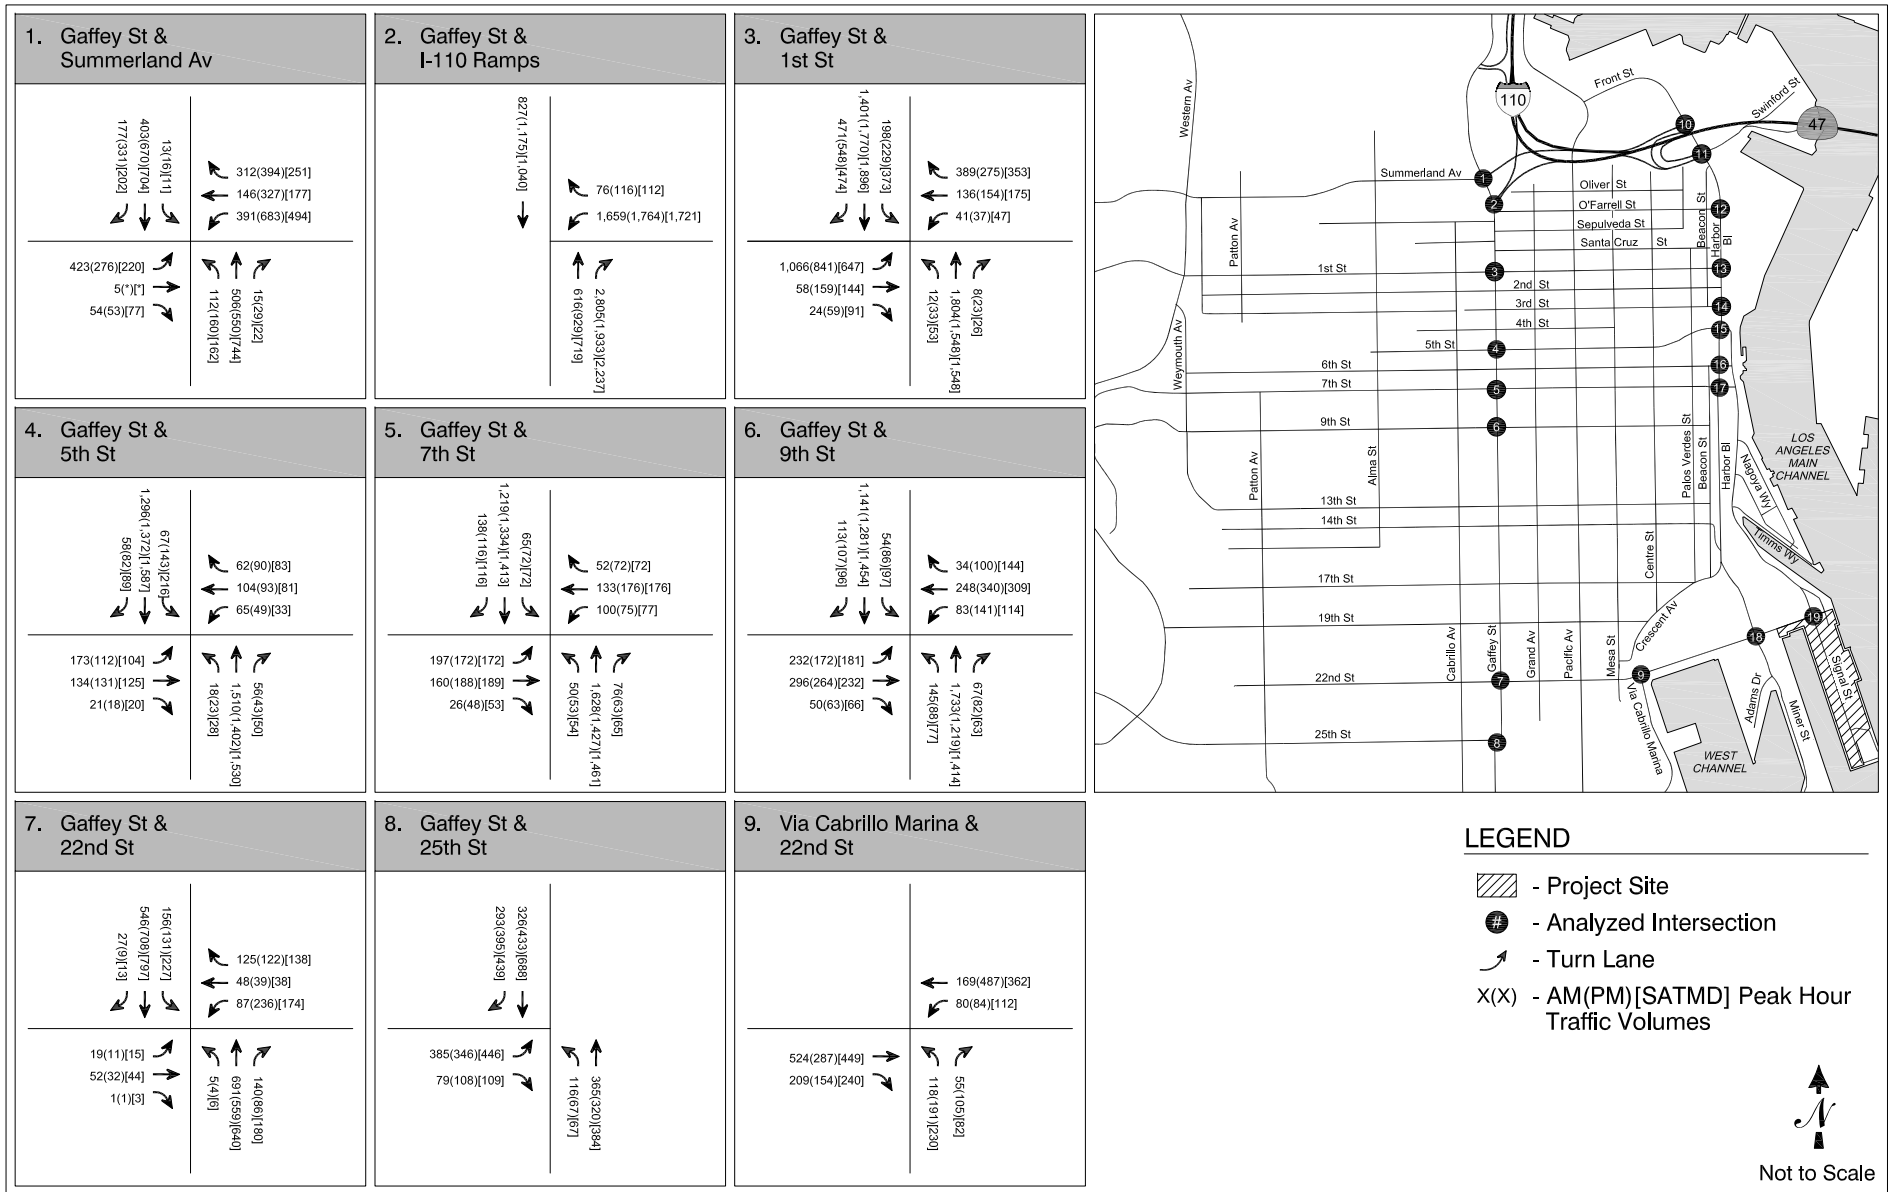 1. Gaffey St &
Summerland Av
177(331)[202]
403(670)[704]
13(16)[11]
312(394)[251]
146(327)[177]
391(683)[494]
423(276)[220]
5(*)[*]
54(53)[77]
112(160)[162]
506(550)[744]
15(29)[22]
2. Gaffey St &
I-110 Ramps
827(1,175)[1,040]
76(116)[112]
1,659(1,764)[1,721]
616(929)[719]
2,805(1,933)[2,237]
3. Gaffey St &
1st St
471(548)[474]
1,401(1,770)[1,896]
198(229)[373]
389(275)[353]
136(154)[175]
41(37)[47]
1,066(841)[647]
58(159)[144]
24(59)[91]
12(33)[53]
1,804(1,548)[1,548]
8(23)[26]
4. Gaffey St &
5th St
58(82)[89]
1,296(1,372)[1,587]
67(143)[216]
62(90)[83]
104(93)[81]
65(49)[33]
173(112)[104]
134(131)[125]
21(18)[20]
18(23)[28]
1,510(1,402)[1,530]
56(43)[50]
5. Gaffey St &
7th St
138(116)[116]
1,219(1,334)[1,413]
65(72)[72]
52(72)[72]
133(176)[176]
100(75)[77]
197(172)[172]
160(188)[189]
26(48)[53]
50(53)[54]
1,628(1,427)[1,461]
76(63)[65]
6. Gaffey St &
9th St
113(107)[96]
1,141(1,281)[1,454]
54(86)[97]
34(100)[144]
248(340)[309]
83(141)[114]
232(172)[181]
296(264)[232]
50(63)[66]
145(88)[77]
1,733(1,219)[1,414]
67(82)[63]
7. Gaffey St &
22nd St
27(9)[13]
546(708)[797]
156(131)[227]
125(122)[138]
48(39)[38]
87(236)[174]
19(11)[15]
52(32)[44]
1(1)[3]
5(4)[6]
691(559)[640]
140(86)[180]
8. Gaffey St &
25th St
293(395)[439]
326(433)[688]
385(346)[446]
79(108)[109]
116(67)[67]
365(320)[384]
9. Via Cabrillo Marina &
22nd St
169(487)[362]
80(84)[112]
524(287)[449]
209(154)[240]
118(191)[230]
55(105)[82]
110
47
Western Av
Front St
Swinford St
10
11
Summerland Av
1
Oliver St
2
O'Farrell St
12
Sepulveda St
Santa Cruz St
Beacon St
Harbor Bl
Patton Av
1st St
3
13
2nd St
3rd St
14
4th St
15
5th St
4
Weymouth Av
6th St
16
7th St
5
17
9th St
6
Patton Av
Alma St
Palos Verdes St
Beacon St
Harbor Bl
Nagoya Wy
LOS
ANGELES
MAIN
CHANNEL
13th St
14th St
Timms Wy
Centre St
17th St
19th St
Crescent Av
18
19
Cabrillo Av
Gaffey St
Grand Av
Pacific Av
Mesa St
22nd St
7
9
Via Cabrillo Marina
Adams Dr
Miner St
Signal St
25th St
8
WEST
CHANNEL
LEGEND
- Project Site
# - Analyzed Intersection
- Turn Lane
X(X) - AM(PM)[SATMD] Peak Hour
Traffic Volumes
N
Not to Scale